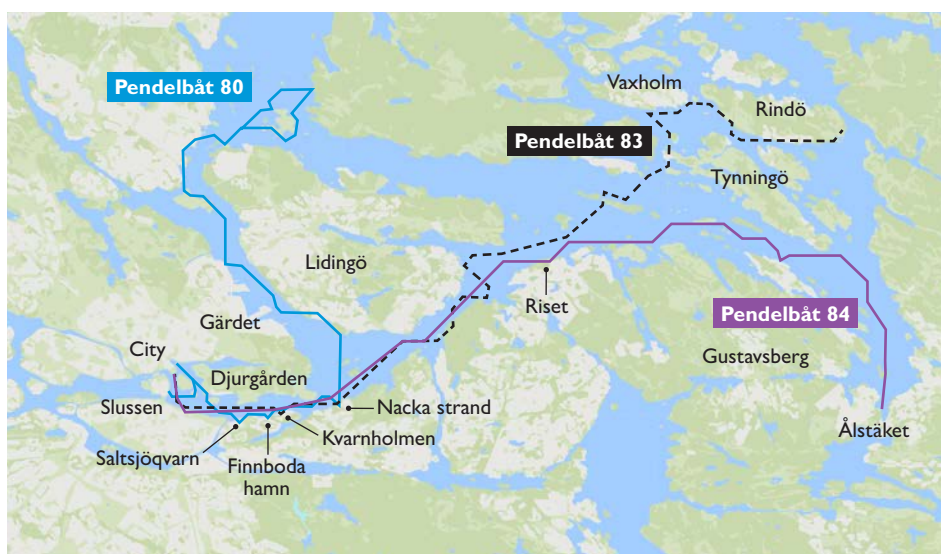 Pendelbåt 80
Vaxholm
Rindö
Pendelbåt 83
Tynningö
Lidingö
Riset
Gärdet
Pendelbåt 84
City
Djurgården
Gustavsberg
Slussen
Nacka strand
Ålstäket
Kvarnholmen
Saltsjöqvarn
Finnboda
hamn